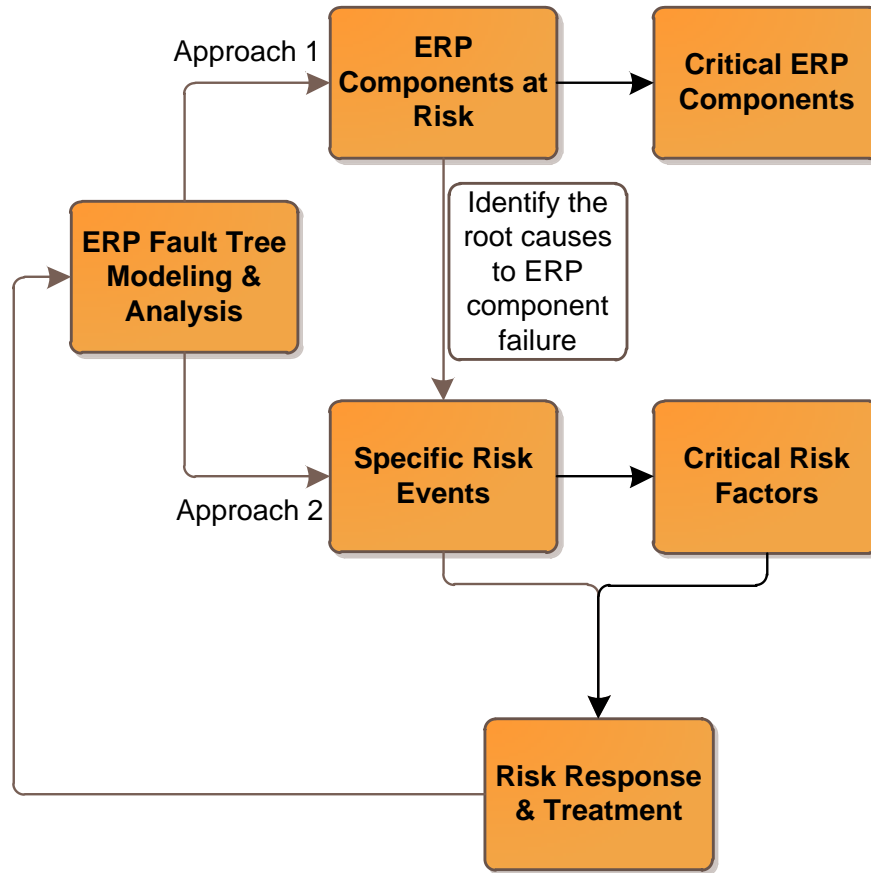 Approach 1
ERP
Components at
Risk
Critical ERP
Components
Identify the
root causes
to ERP
component
failure
ERP Fault Tree
Modeling &
Analysis
Approach 2
Specific Risk
Events
Critical Risk
Factors
Risk Response
& Treatment